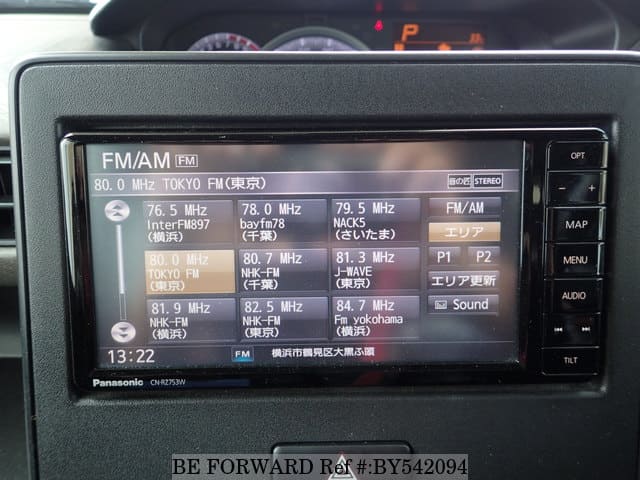 P
FM/AM FM
80.0 MHz TOKYO FM(東京) 音の匠 STEREO
76.5 MHz
InterFM897
(横浜)
78.0 MHz
bayfm78
(千葉)
79.5 MHz
NACK5
(さいたま)
FM/AM
エリア
80.0 MHz
TOKYO FM
(東京)
80.7 MHz
NHK-FM
(千葉)
81.3 MHz
J-WAVE
(東京)
P1 P2
エリア更新
81.9 MHz
NHK-FM
(横浜)
82.5 MHz
NHK-FM
(東京)
84.7 MHz
Fm yokohama
(横浜)
Sound
13:22 FM 横浜市鶴見区大黒ふ頭
OPT
− +
MAP
MENU
AUDIO
TILT
Panasonic CN-RZ753W
BE FORWARD Ref #:BY542094